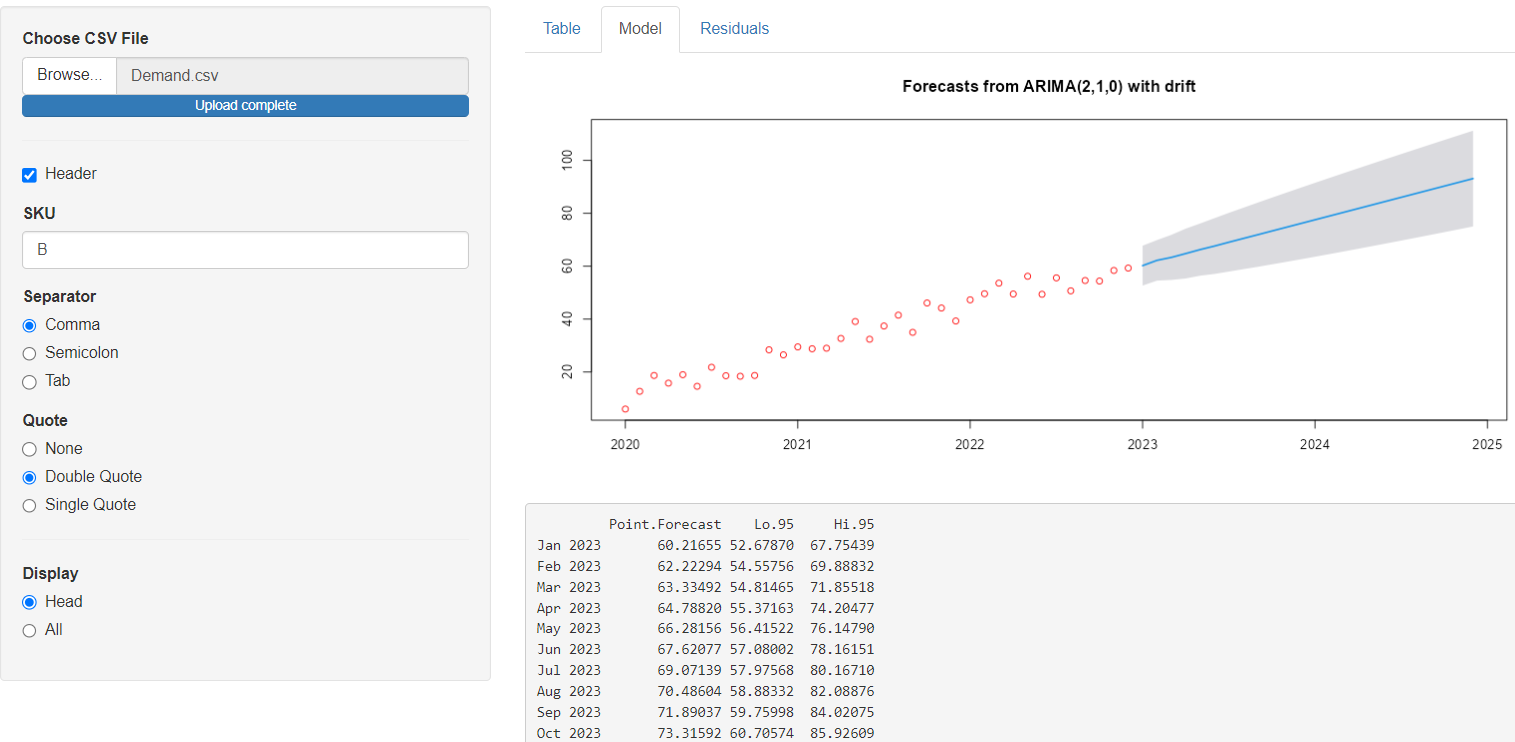 Choose CSV File
Browse... Demand.csv
Upload complete
Header
SKU
B
Separator
Comma
Semicolon
Tab
Quote
None
Double Quote
Single Quote
Display
Head
All
Table Model Residuals
Forecasts from ARIMA(2,1,0) with drift
100
80
60
40
20
2020 2021 2022 2023 2024 2025
Point.Forecast Lo.95 Hi.95
Jan 2023 60.21655 52.67870 67.75439
Feb 2023 62.22294 54.55756 69.88832
Mar 2023 63.33492 54.81465 71.85518
Apr 2023 64.78820 55.37163 74.20477
May 2023 66.28156 56.41522 76.14790
Jun 2023 67.62077 57.08002 78.16151
Jul 2023 69.07139 57.97568 80.16710
Aug 2023 70.48604 58.88332 82.08876
Sep 2023 71.89037 59.75998 84.02075
Oct 2023 73.31592 60.70574 85.92609